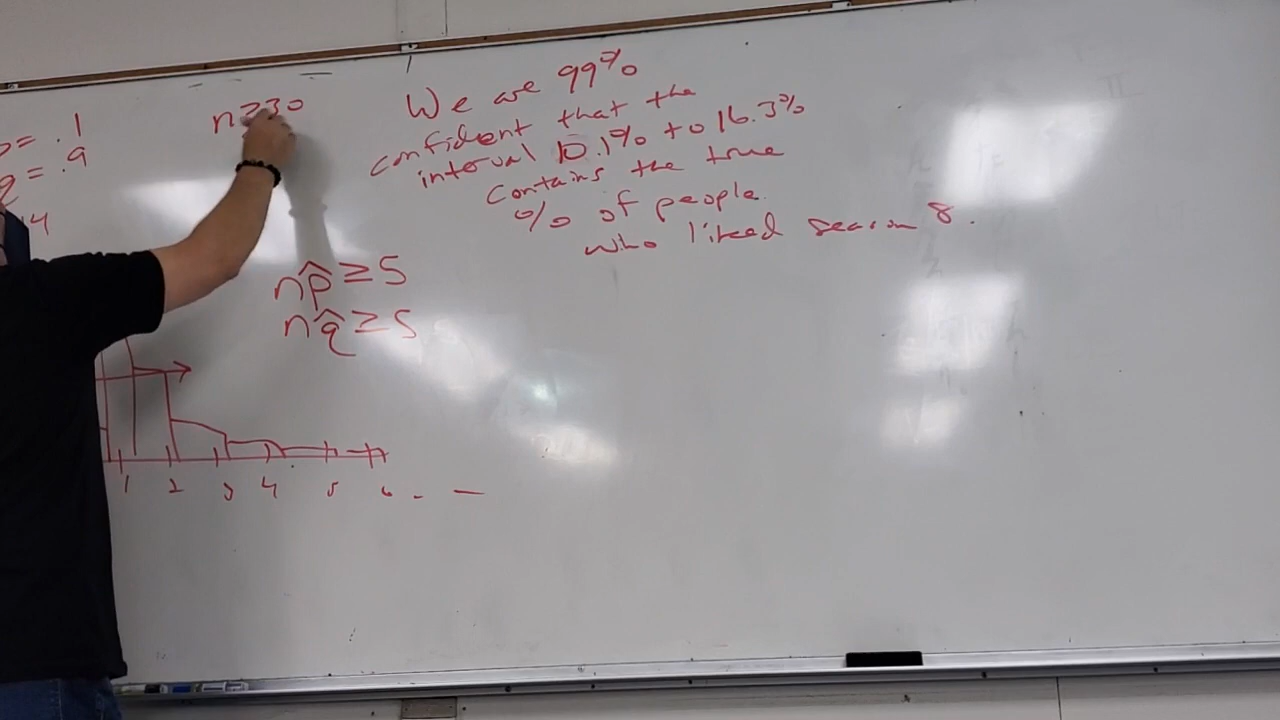 = .1
q = .9
14
n≥30
We are 99%
confident that the
interval 10.1% to 16.3%
contains the true
% of people
who liked season 8.
np̂ ≥ 5
nq̂ ≥ 5
1 2 3 4 5 6 . –